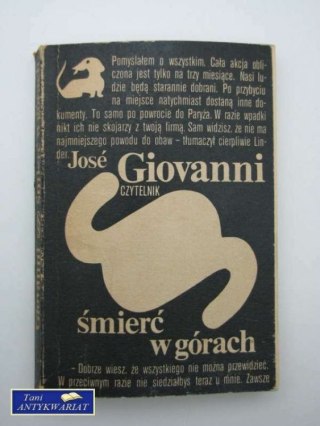 Pomyślałem o wszystkim. Cała akcja obli-
czona jest tylko na trzy miesiące. Nasi lu-
dzie będą starannie dobrani. Po przybyciu
na miejsce natychmiast dostaną inne do-
kumenty. To samo po powrocie do Paryża. W razie wpadki
nikt ich nie skojarzy z twoją firmą. Sam widzisz, że nie ma
najmniejszego powodu do obaw – tłumaczył cierpliwie Lin-
der.
José
Giovanni
CZYTELNIK
śmierć
w górach
– Dobrze wiesz, że wszystkiego nie można przewidzieć.
W przeciwnym razie nie siedziałbyś teraz u mnie. Zawsze
Tani
ANTYKWARIAT